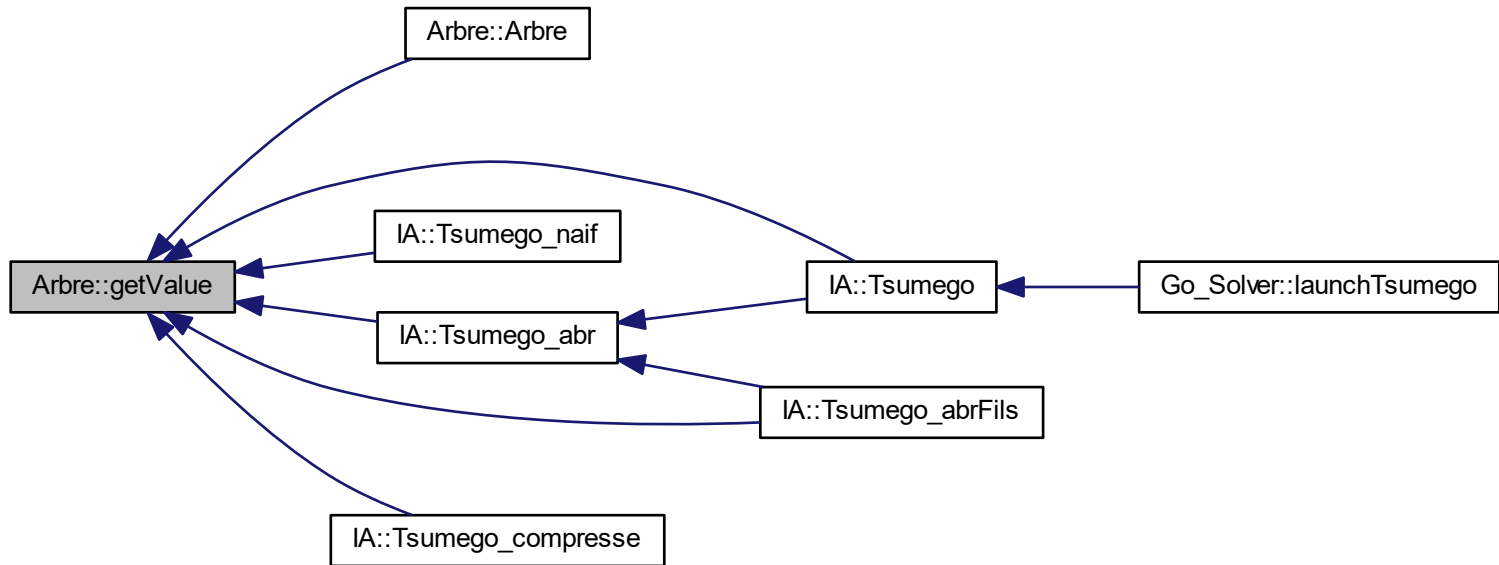 Arbre::Arbre
IA::Tsumego_naif
Arbre::getValue
IA::Tsumego
Go_Solver::launchTsumego
IA::Tsumego_abr
IA::Tsumego_abrFils
IA::Tsumego_compresse